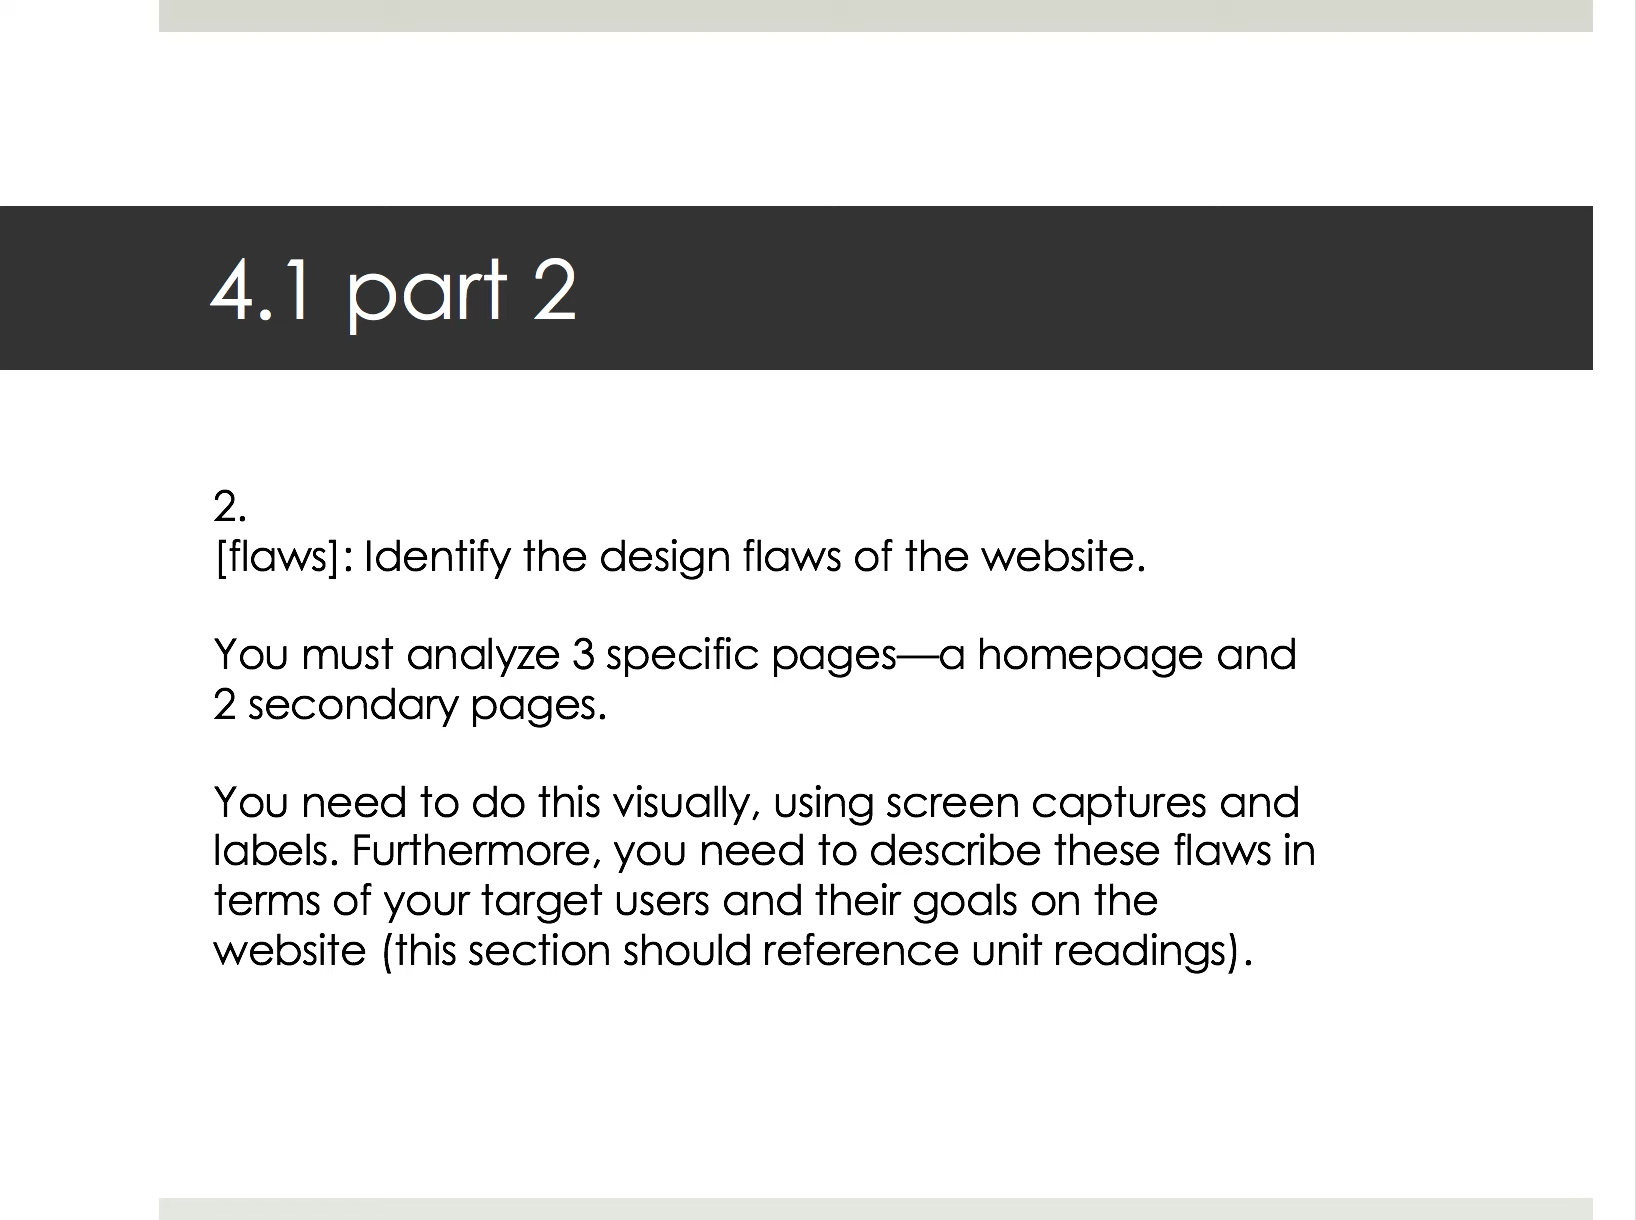 4.1 part 2
2.
[flaws]: Identify the design flaws of the website.
You must analyze 3 specific pages—a homepage and
2 secondary pages.
You need to do this visually, using screen captures and
labels. Furthermore, you need to describe these flaws in
terms of your target users and their goals on the
website (this section should reference unit readings).